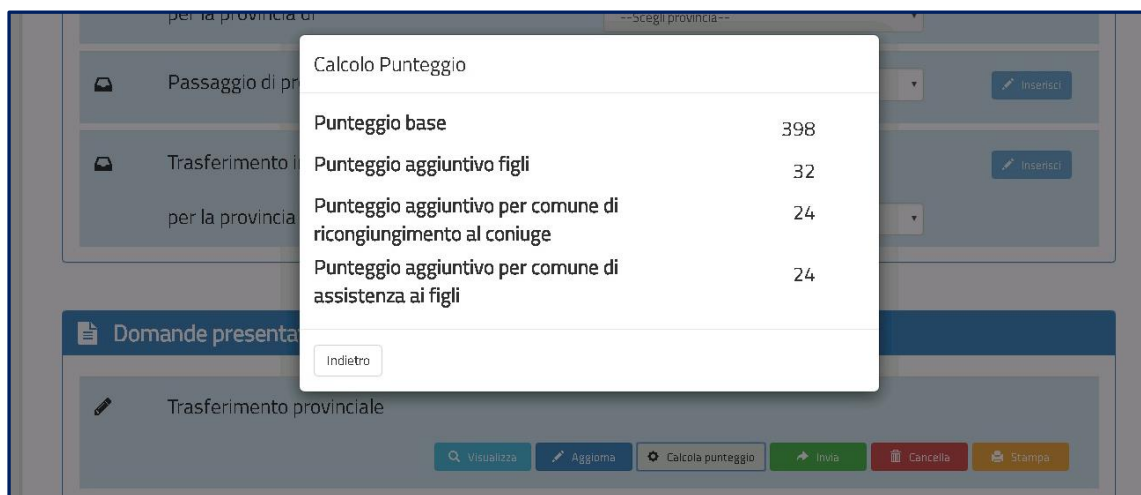 per la provincia di
--Scegli provincia--
Calcolo Punteggio
Passaggio di pr
Inserisci
Punteggio base 398
Trasferimento i
Punteggio aggiuntivo figli 32
Inserisci
per la provincia
Punteggio aggiuntivo per comune di
ricongiungimento al coniuge 24
Punteggio aggiuntivo per comune di
assistenza ai figli 24
Domande presenta
Indietro
Trasferimento provinciale
Visualizza Aggiorna Calcola punteggio Invia Cancella Stampa